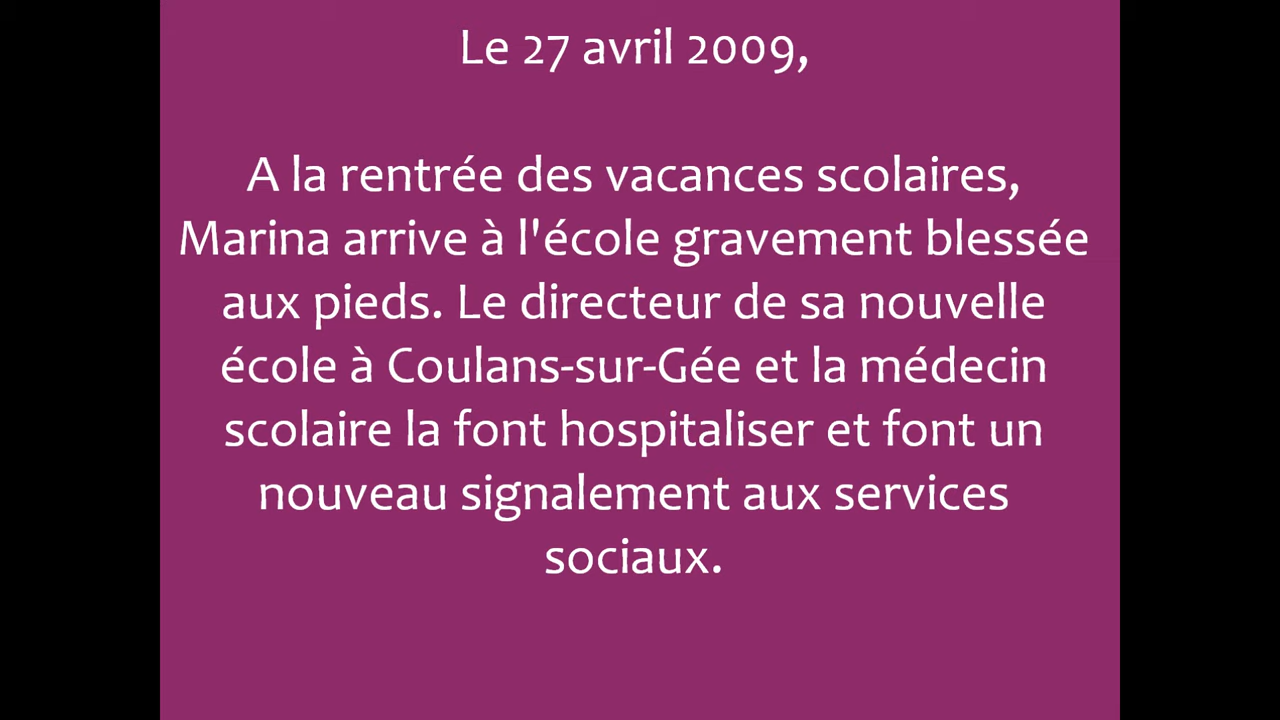 Le 27 avril 2009,
A la rentrée des vacances scolaires,
Marina arrive à l'école gravement blessée
aux pieds. Le directeur de sa nouvelle
école à Coulans-sur-Gée et la médecin
scolaire la font hospitaliser et font un
nouveau signalement aux services
sociaux.